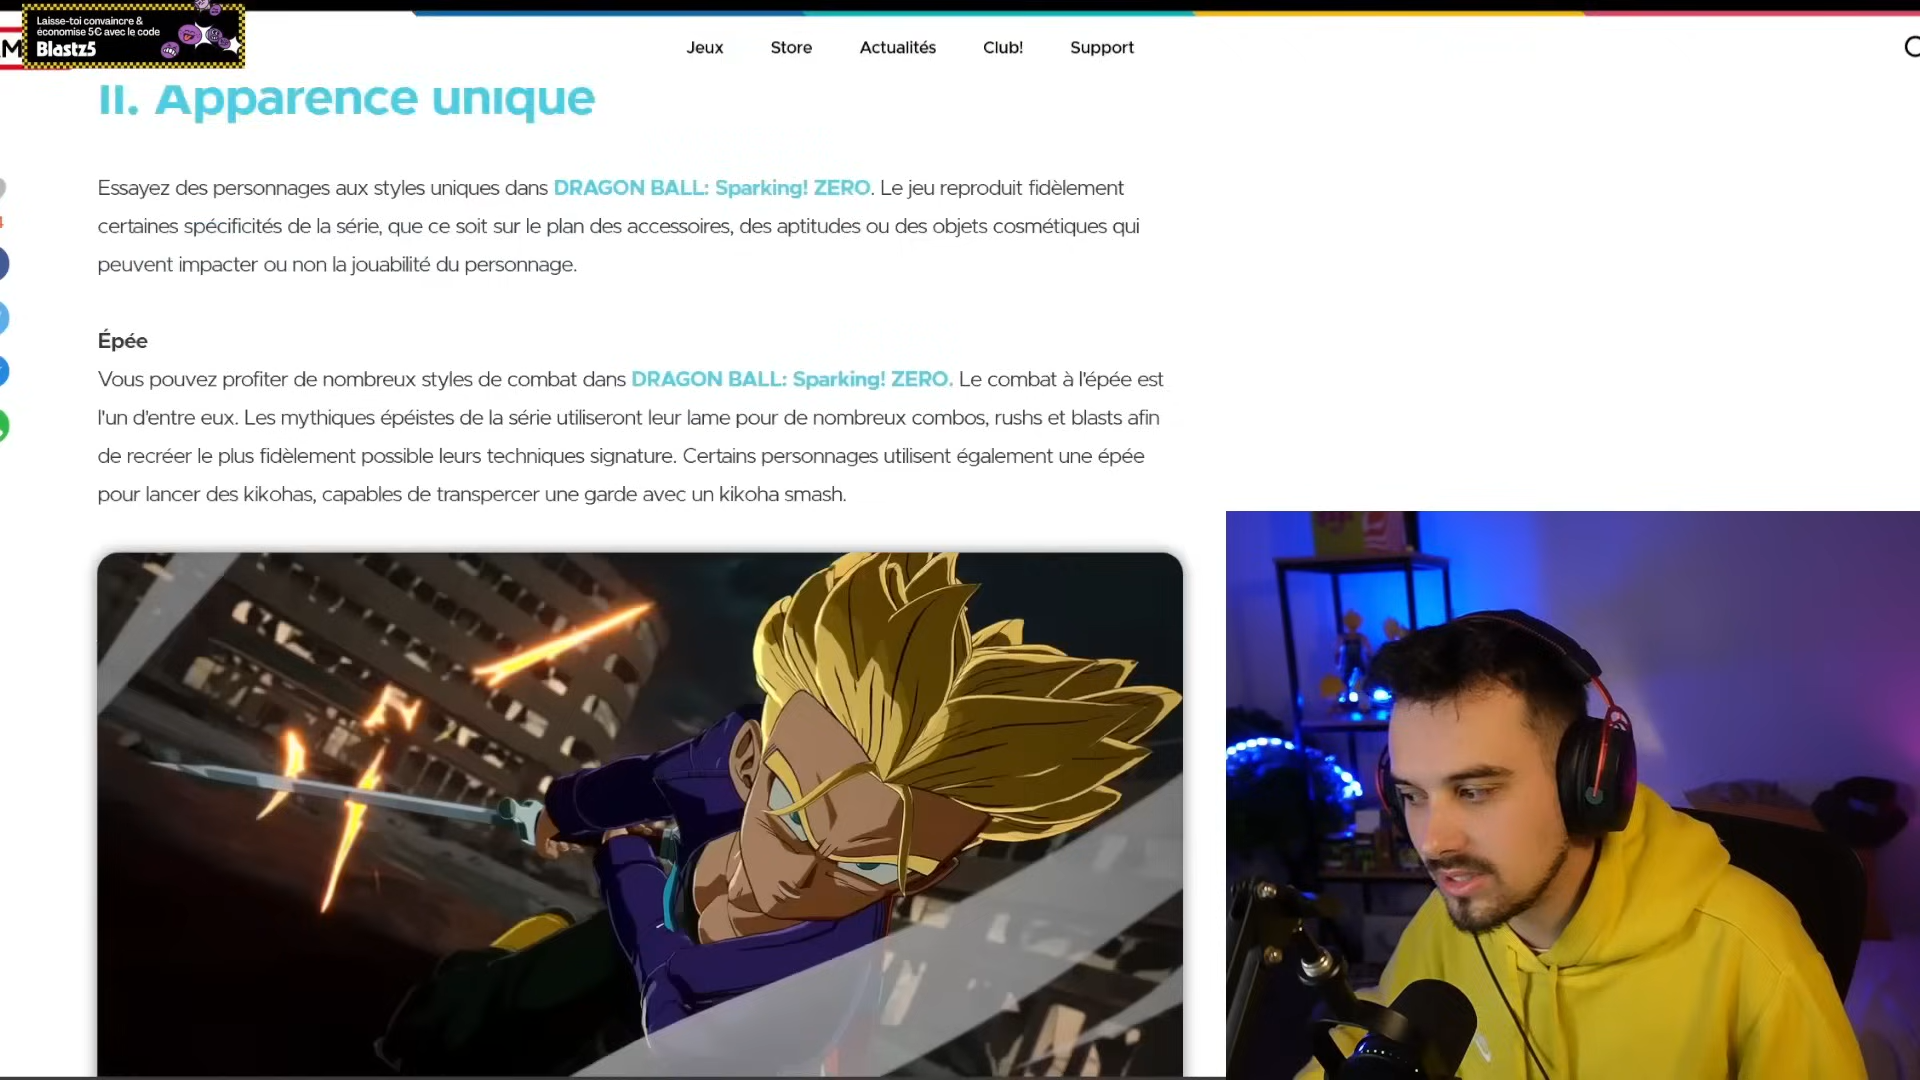 Laisse-toi convaincre &
économise 5€ avec le code
Blastz5
Jeux Store Actualités Club! Support
II. Apparence unique
Essayez des personnages aux styles uniques dans DRAGON BALL: Sparking! ZERO. Le jeu reproduit fidèlement
certaines spécificités de la série, que ce soit sur le plan des accessoires, des aptitudes ou des objets cosmétiques qui
peuvent impacter ou non la jouabilité du personnage.
Épée
Vous pouvez profiter de nombreux styles de combat dans DRAGON BALL: Sparking! ZERO. Le combat à l'épée est
l'un d'entre eux. Les mythiques épéistes de la série utiliseront leur lame pour de nombreux combos, rushs et blasts afin
de recréer le plus fidèlement possible leurs techniques signature. Certains personnages utilisent également une épée
pour lancer des kikohas, capables de transpercer une garde avec un kikoha smash.